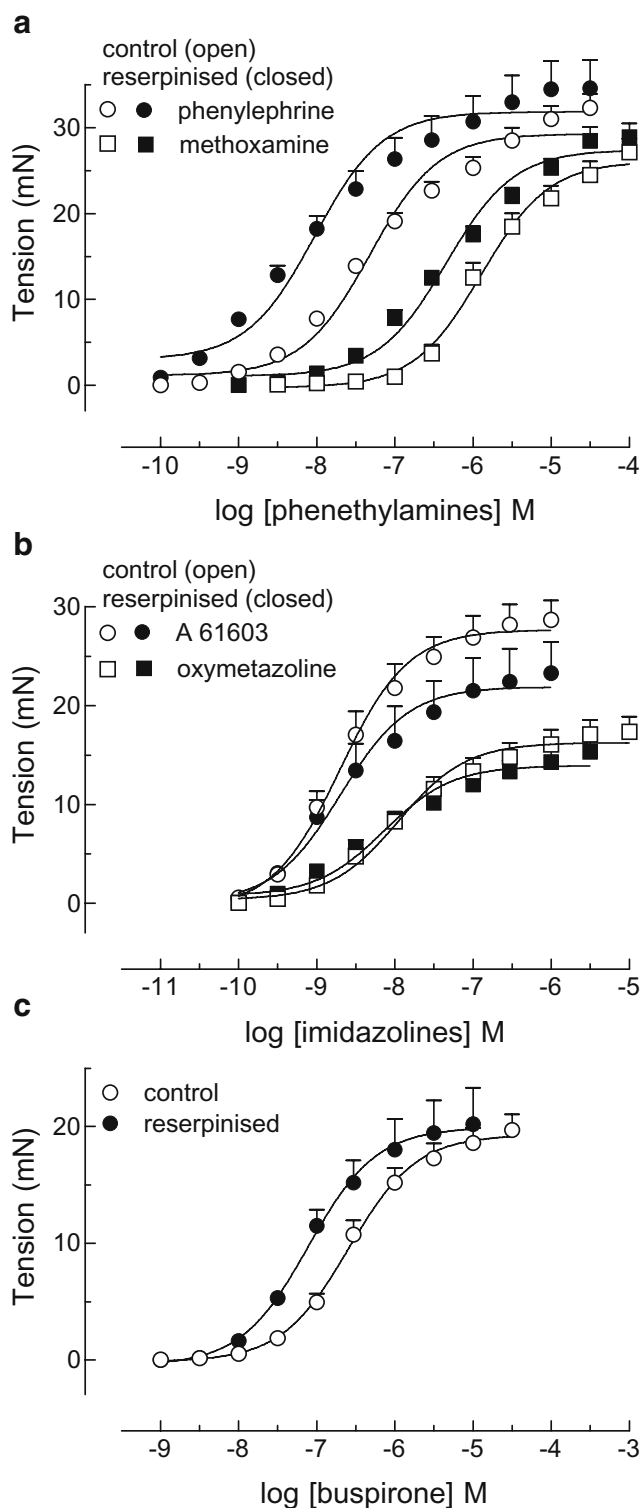 a
control (open)
reserpinised (closed)
phenylephrine
methoxamine
30
20
10
0
Tension (mN)
-10 -9 -8 -7 -6 -5 -4
log [phenethylamines] M
b
control (open)
reserpinised (closed)
A 61603
oxymetazoline
30
20
10
0
Tension (mN)
-11 -10 -9 -8 -7 -6 -5
log [imidazolines] M
c
control
reserpinised
20
10
0
Tension (mN)
-9 -8 -7 -6 -5 -4 -3
log [buspirone] M